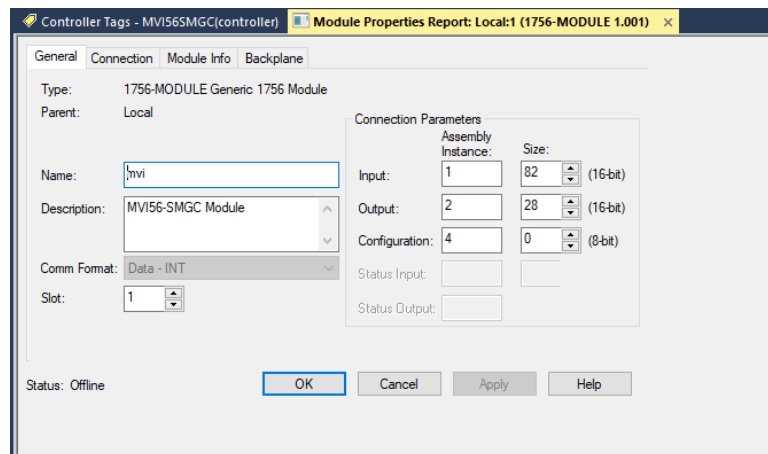 Controller Tags - MVI56SMGC(controller)
Module Properties Report: Local:1 (1756-MODULE 1.001)
General Connection Module Info Backplane
Type: 1756-MODULE Generic 1756 Module
Parent: Local
Connection Parameters
Assembly
Instance: Size:
Name: mvi
Input: 1 82 (16-bit)
Description: MVI56-SMGC Module
Output: 2 28 (16-bit)
Configuration: 4 0 (8-bit)
Comm Format: Data - INT
Status Input:
Slot: 1
Status Output:
Status: Offline
OK Cancel Apply Help